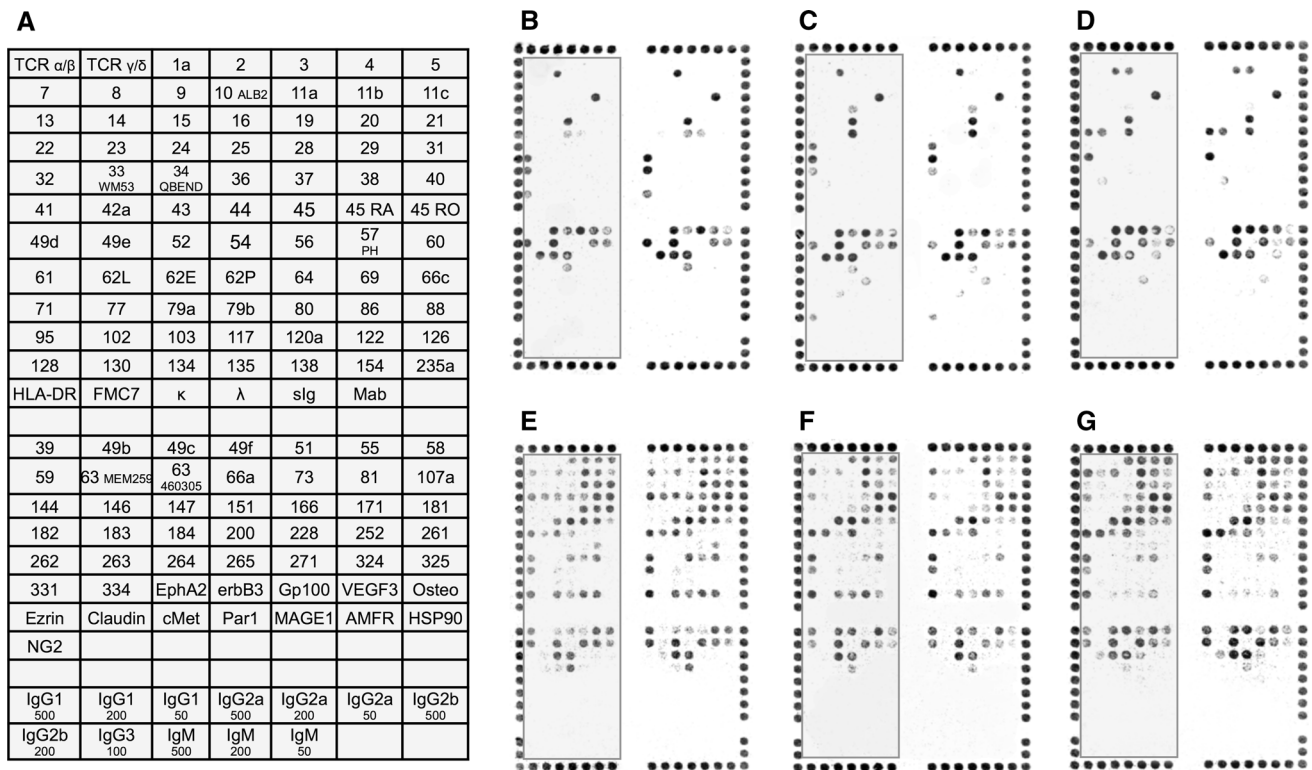 A
B
C
D
TCR α/β TCR γ/δ 1a 2 3 4 5
7 8 9 10 ALB2 11a 11b 11c
13 14 15 16 19 20 21
22 23 24 25 28 29 31
32 33 WM53 34 QBEND 36 37 38 40
41 42a 43 44 45 45 RA 45 RO
49d 49e 52 54 56 57 PH 60
61 62L 62E 62P 64 69 66c
71 77 79a 79b 80 86 88
95 102 103 117 120a 122 126
128 130 134 135 138 154 235a
HLA-DR FMC7 κ λ sIg Mab
E
F
G
39 49b 49c 49f 51 55 58
59 63 MEM259 63 460305 66a 73 81 107a
144 146 147 151 166 171 181
182 183 184 200 228 252 261
262 263 264 265 271 324 325
331 334 EphA2 erbB3 Gp100 VEGF3 Osteo
Ezrin Claudin cMet Par1 MAGE1 AMFR HSP90
NG2
IgG1 500 IgG1 200 IgG1 50 IgG2a 500 IgG2a 200 IgG2a 50 IgG2b 500
IgG2b 200 IgG3 100 IgM 500 IgM 200 IgM 50